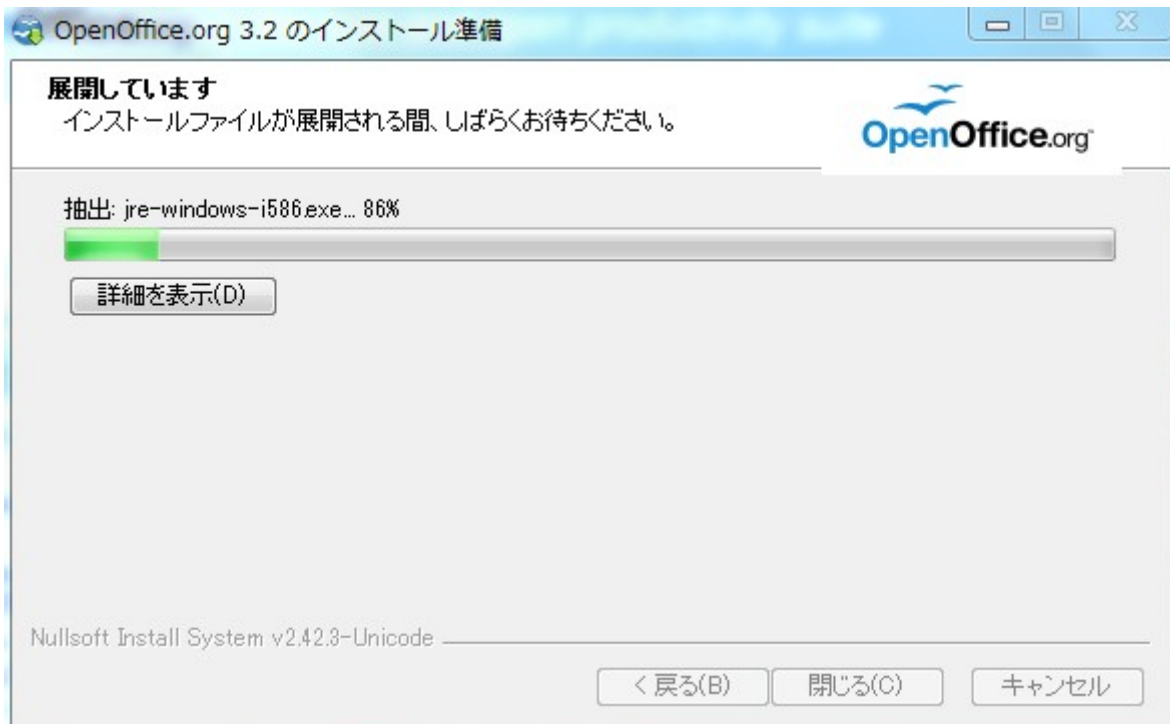 OpenOffice.org 3.2 のインストール準備
展開しています
インストールファイルが展開される間、しばらくお待ちください。
OpenOffice.org
抽出: jre-windows-i586.exe... 86%
詳細を表示(D)
Nullsoft Install System v2.42.3-Unicode
< 戻る(B)
閉じる(C)
キャンセル